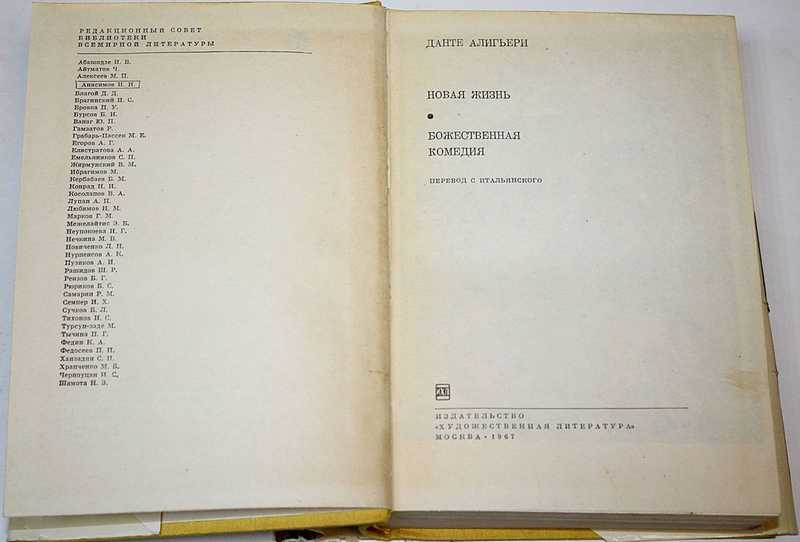 РЕДАКЦИОННЫЙ СОВЕТ
БИБЛИОТЕКИ
ВСЕМИРНОЙ ЛИТЕРАТУРЫ
Абашидзе И. В.
Айтматов Ч.
Алексеев М. П.
Анисимов И. И.
Благой Д. Д.
Брагинский И. С.
Бровка П. У.
Бурсов Б. И.
Ванаг Ю. П.
Гамзатов Р.
Грабарь-Пассек М. Е.
Егоров А. Г.
Елистратова А. А.
Емельяников С. П.
Жирмунский В. М.
Ибрагимов М.
Кербабаев Б. М.
Конрад Н. И.
Косолапов В. А.
Лупан А. П.
Любимов Н. М.
Марков Г. М.
Межелайтис Э. Б.
Неупокоева И. Г.
Нечкина М. В.
Новиченко Л. Н.
Нурпеисов А. К.
Пузиков А. И.
Рашидов Ш. Р.
Реизов Б. Г.
Рюриков Б. С.
Самарин Р. М.
Семпер И. Х.
Сучков Б. Л.
Тихонов Н. С.
Турсун-заде М.
Тычина П. Г.
Федин К. А.
Федосеев П. Н.
Ханзадян С. Н.
Храпченко М. Б.
Черноуцан И. С.
Шамота Н. З.
ДАНТЕ АЛИГЬЕРИ
НОВАЯ ЖИЗНЬ
БОЖЕСТВЕННАЯ
КОМЕДИЯ
ПЕРЕВОД С ИТАЛЬЯНСКОГО
ИЗДАТЕЛЬСТВО
«ХУДОЖЕСТВЕННАЯ ЛИТЕРАТУРА»
МОСКВА • 1967